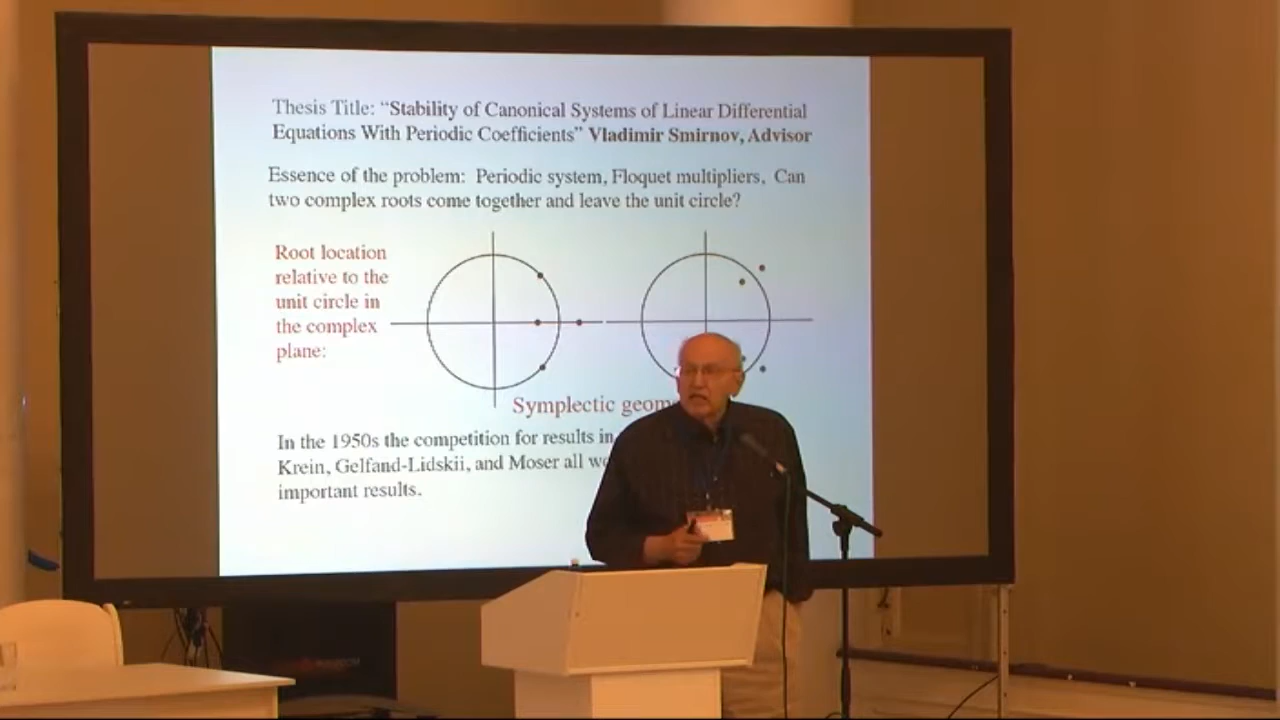 Thesis Title: “Stability of Canonical Systems of Linear Differential
Equations With Periodic Coefficients” Vladimir Smirnov, Advisor
Essence of the problem: Periodic system, Floquet multipliers, Can
two complex roots come together and leave the unit circle?
Root location
relative to the
unit circle in
the complex
plane:
Symplectic geom
In the 1950s the competition for results in
Krein, Gelfand-Lidskii, and Moser all wo
important results.